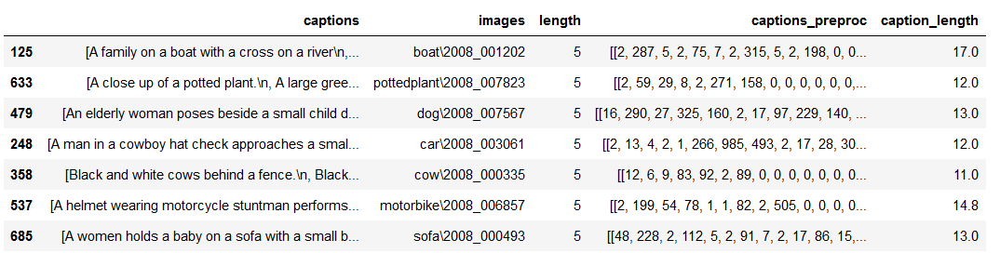 captions images length captions_preproc caption_length
125 [A family on a boat with a cross on a river\n,... boat\2008_001202 5 [[2, 287, 5, 2, 75, 7, 2, 315, 5, 2, 198, 0, 0... 17.0
633 [A close up of a potted plant.\n, A large gree... pottedplant\2008_007823 5 [[2, 59, 29, 8, 2, 271, 158, 0, 0, 0, 0, 0, 0,... 12.0
479 [An elderly woman poses beside a small child d... dog\2008_007567 5 [[16, 290, 27, 325, 160, 2, 17, 97, 229, 140, ... 13.0
248 [A man in a cowboy hat check approaches a smal... car\2008_003061 5 [[2, 13, 4, 2, 1, 266, 985, 493, 2, 17, 28, 30... 12.0
358 [Black and white cows behind a fence.\n, Black... cow\2008_000335 5 [[12, 6, 9, 83, 92, 2, 89, 0, 0, 0, 0, 0, 0, 0... 11.0
537 [A helmet wearing motorcycle stuntman performs... motorbike\2008_006857 5 [[2, 199, 54, 78, 1, 1, 82, 2, 505, 0, 0, 0, 0... 14.8
685 [A women holds a baby on a sofa with a small b... sofa\2008_000493 5 [[48, 228, 2, 112, 5, 2, 91, 7, 2, 17, 86, 15,... 13.0